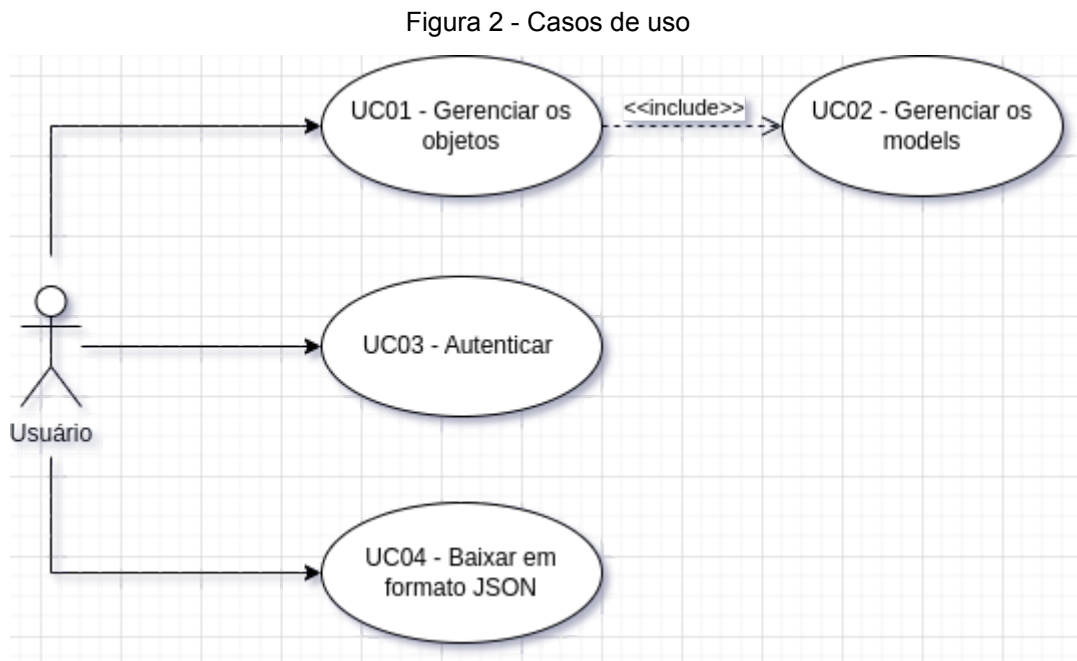 Figura 2 - Casos de uso
UC01 - Gerenciar os
objetos
<<include>>
UC02 - Gerenciar os
models
UC03 - Autenticar
Usuário
UC04 - Baixar em
formato JSON